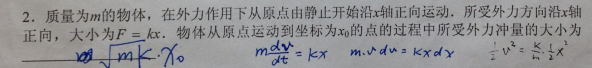 2. 质量为m的物体，在外力作用下从原点由静止开始沿x轴正向运动．所受外力方向沿x轴
正向，大小为F = kx．物体从原点运动到坐标为x₀的点的过程中所受外力冲量的大小为
√mk·x₀ m dv/dt = kx m·v dv = kx dx ½v² = k/m·½x²